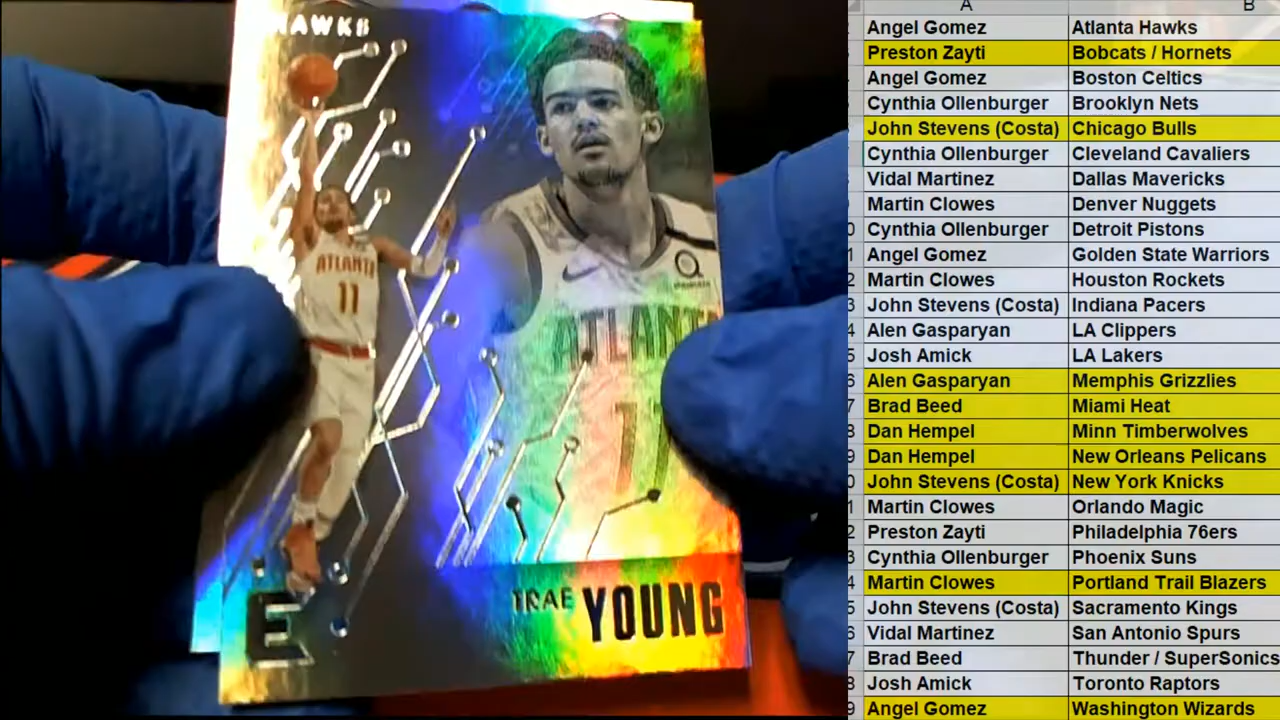 HAWKS
ATLANTA
11
ATLANT
11
TRAE YOUNG
E
A B
Angel Gomez Atlanta Hawks
Preston Zayti Bobcats / Hornets
Angel Gomez Boston Celtics
Cynthia Ollenburger Brooklyn Nets
John Stevens (Costa) Chicago Bulls
Cynthia Ollenburger Cleveland Cavaliers
Vidal Martinez Dallas Mavericks
Martin Clowes Denver Nuggets
Cynthia Ollenburger Detroit Pistons
Angel Gomez Golden State Warriors
Martin Clowes Houston Rockets
John Stevens (Costa) Indiana Pacers
Alen Gasparyan LA Clippers
Josh Amick LA Lakers
Alen Gasparyan Memphis Grizzlies
Brad Beed Miami Heat
Dan Hempel Minn Timberwolves
Dan Hempel New Orleans Pelicans
John Stevens (Costa) New York Knicks
Martin Clowes Orlando Magic
Preston Zayti Philadelphia 76ers
Cynthia Ollenburger Phoenix Suns
Martin Clowes Portland Trail Blazers
John Stevens (Costa) Sacramento Kings
Vidal Martinez San Antonio Spurs
Brad Beed Thunder / SuperSonics
Josh Amick Toronto Raptors
Angel Gomez Washington Wizards